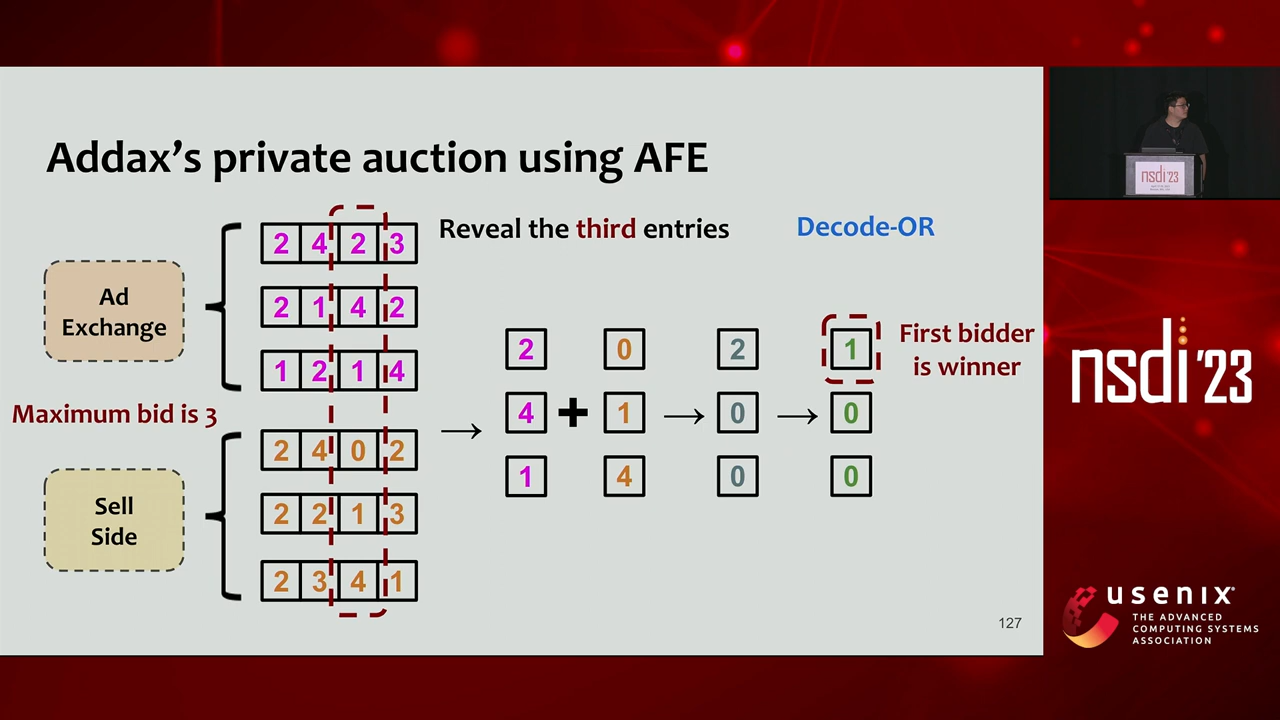 Addax's private auction using AFE
Reveal the third entries
Decode-OR
Ad
Exchange
2 4 2 3
2 1 4 2
1 2 1 4
Maximum bid is 3
Sell
Side
2 4 0 2
2 2 1 3
2 3 4 1
→
2 0 2 1
4 + 1 → 0 → 0
1 4 0 0
First bidder
is winner
127
nsdi'23
nsdi '23
usenix
THE ADVANCED
COMPUTING SYSTEMS
ASSOCIATION